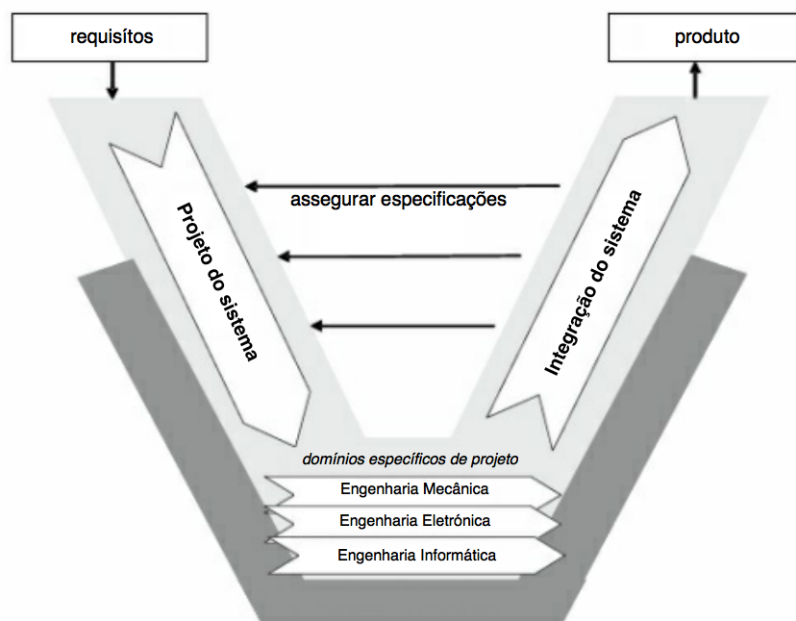 requisítos
produto
assegurar especificações
Projeto do sistema
Integração do sistema
domínios específicos de projeto
Engenharia Mecânica
Engenharia Eletrónica
Engenharia Informática